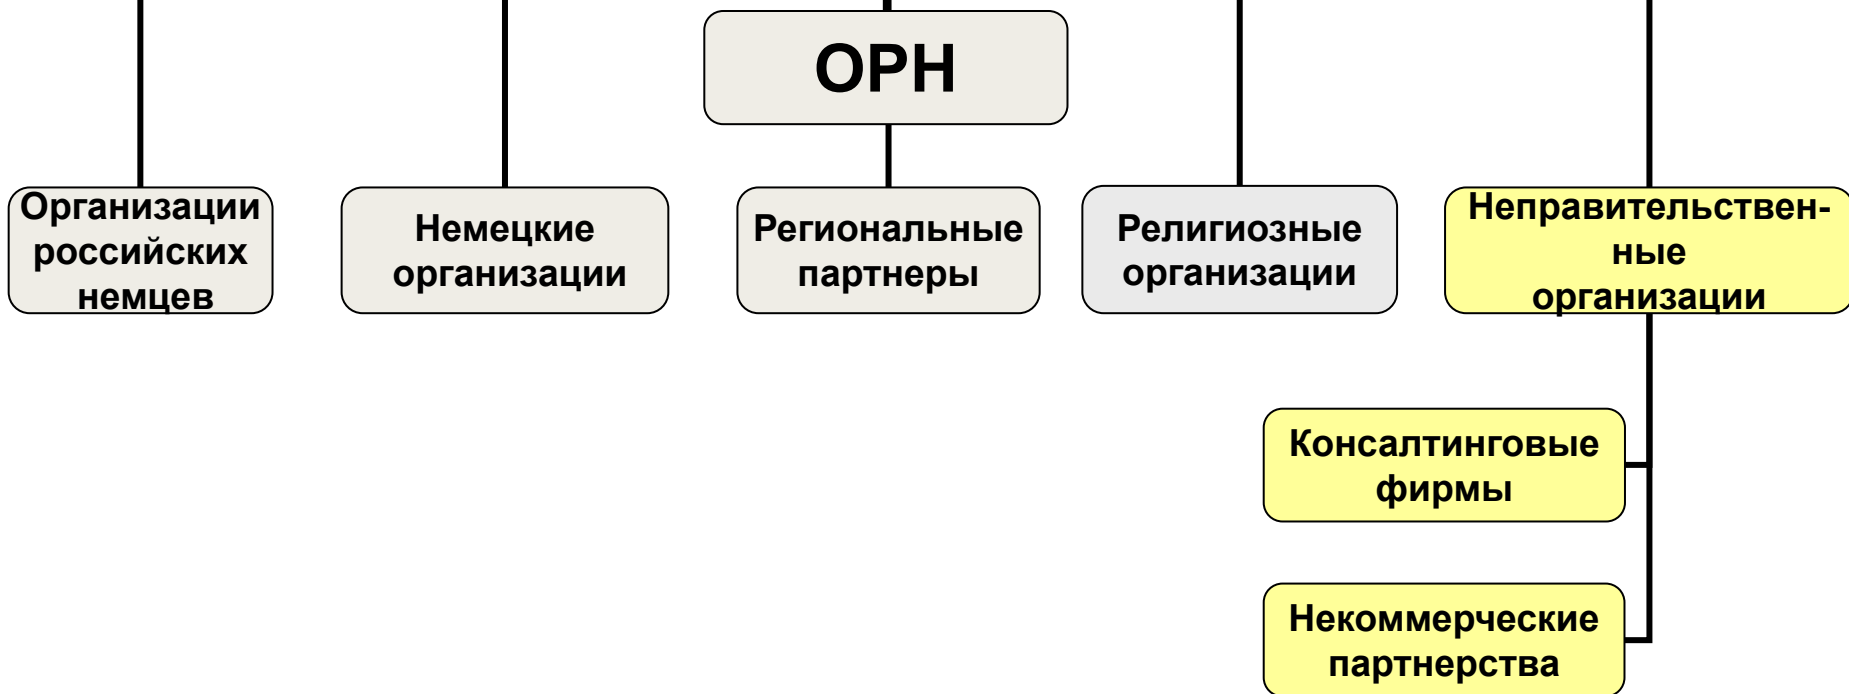 ОРН
Организации
российских
немцев
Немецкие
организации
Региональные
партнеры
Религиозные
организации
Неправительствен-
ные
организации
Консалтинговые
фирмы
Некоммерческие
партнерства